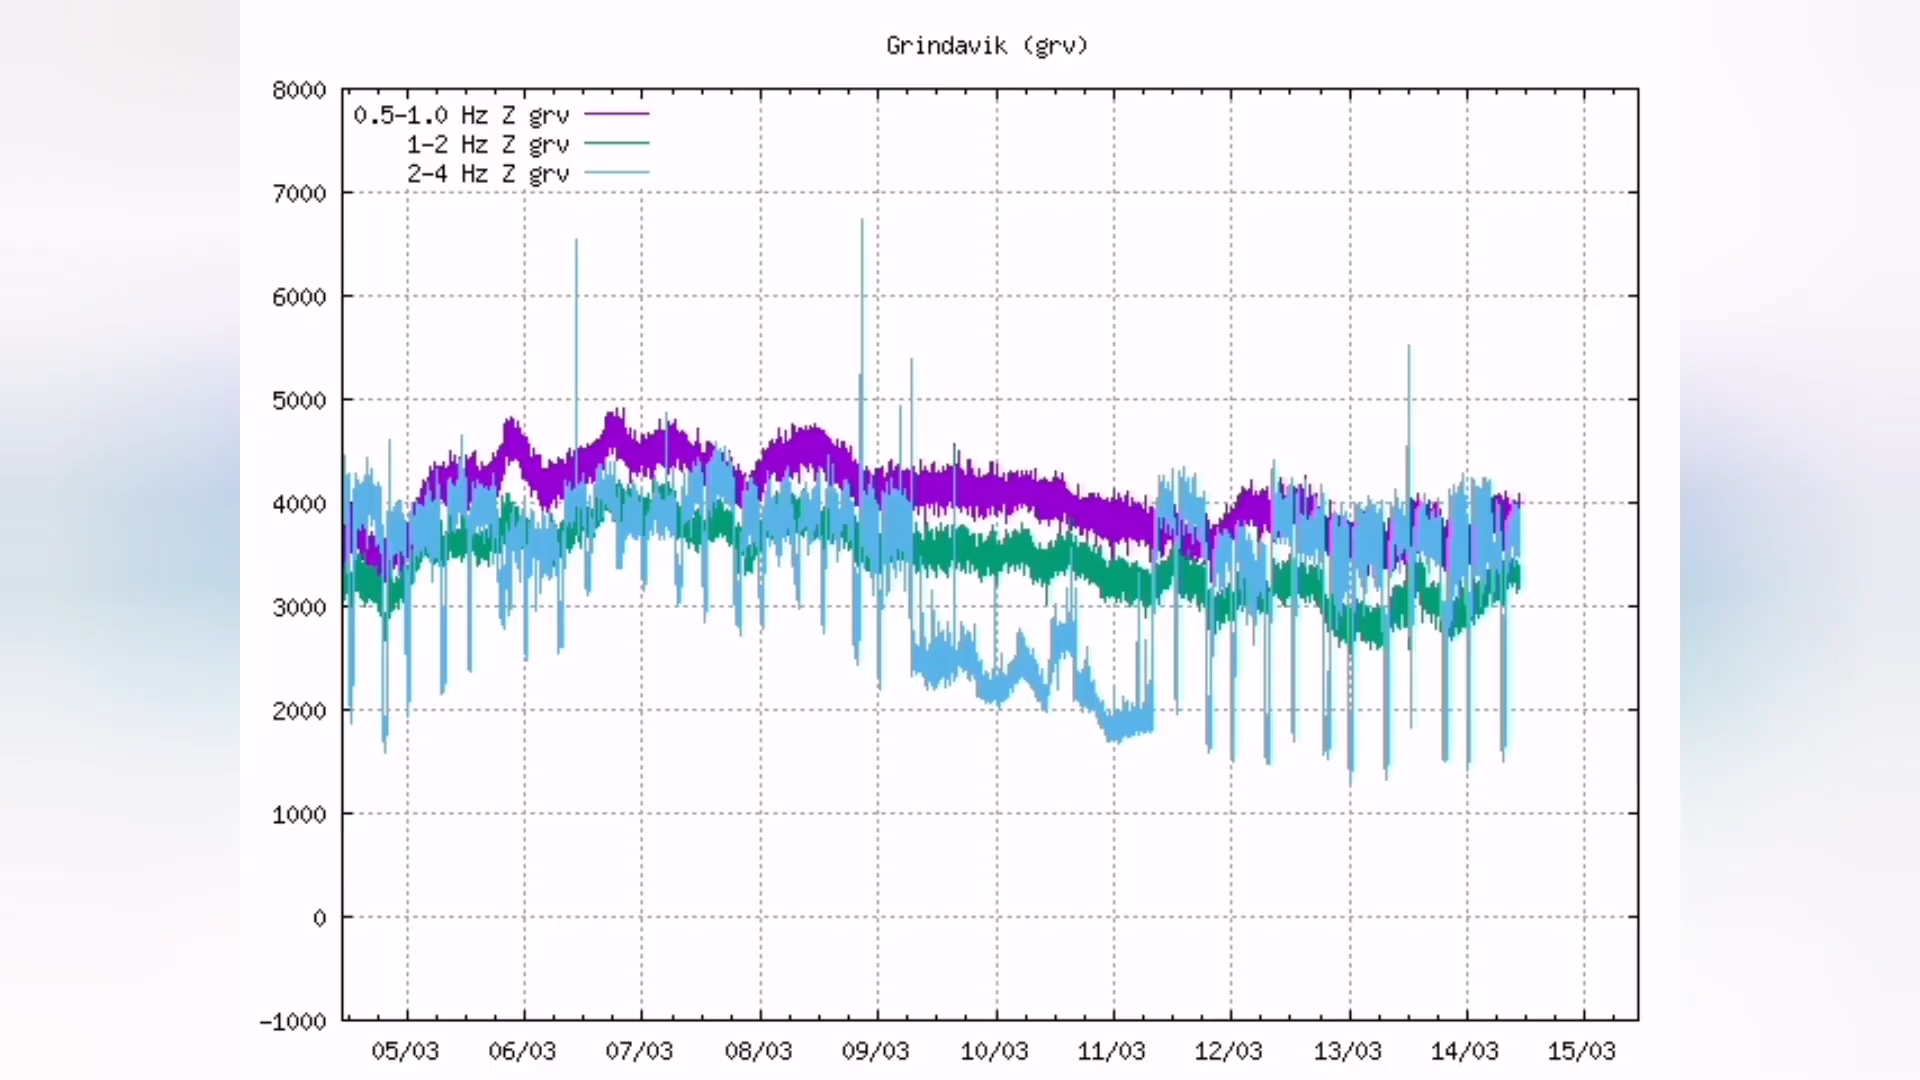 Grindavik (grv)
8000
0.5-1.0 Hz Z grv
1-2 Hz Z grv
2-4 Hz Z grv
7000
6000
5000
4000
3000
2000
1000
0
-1000
05/03 06/03 07/03 08/03 09/03 10/03 11/03 12/03 13/03 14/03 15/03